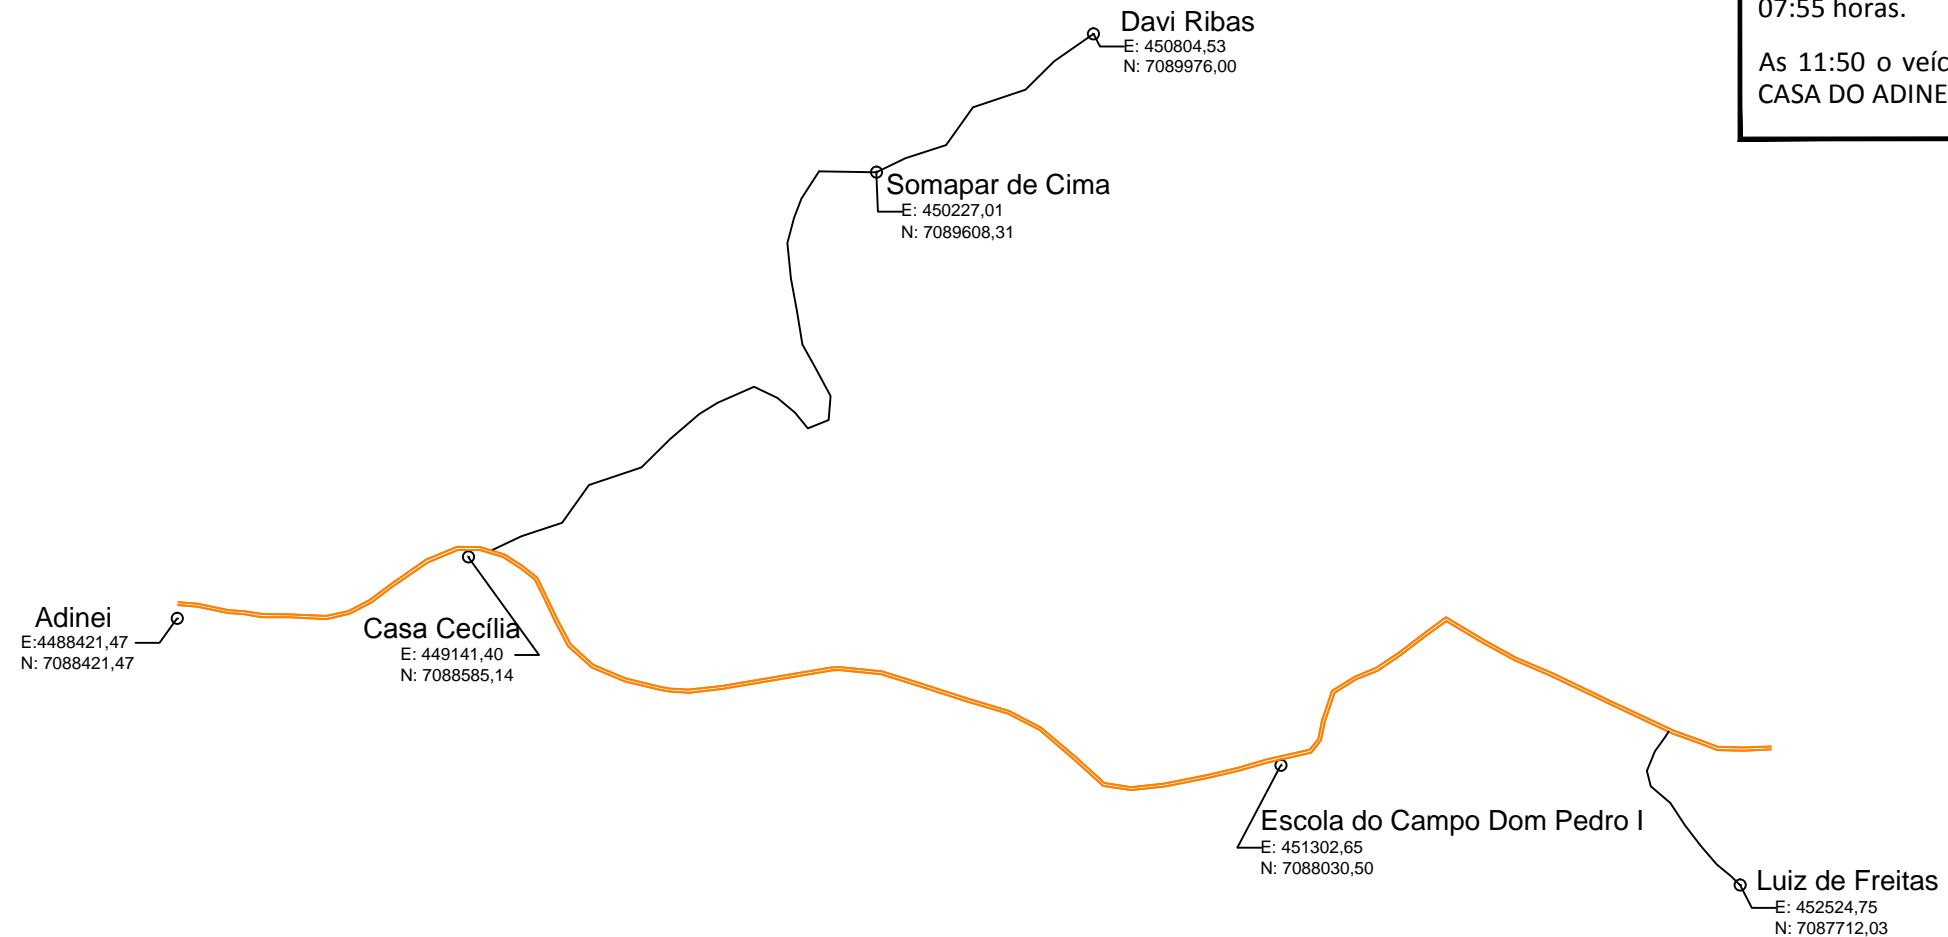 07:55 horas.
As 11:50 o veíc
CASA DO ADINE
Davi Ribas
E: 450804,53
N: 7089976,00
Somapar de Cima
E: 450227,01
N: 7089608,31
Adinei
E:4488421,47
N: 7088421,47
Casa Cecília
E: 449141,40
N: 7088585,14
Escola do Campo Dom Pedro I
E: 451302,65
N: 7088030,50
Luiz de Freitas
E: 452524,75
N: 7087712,03